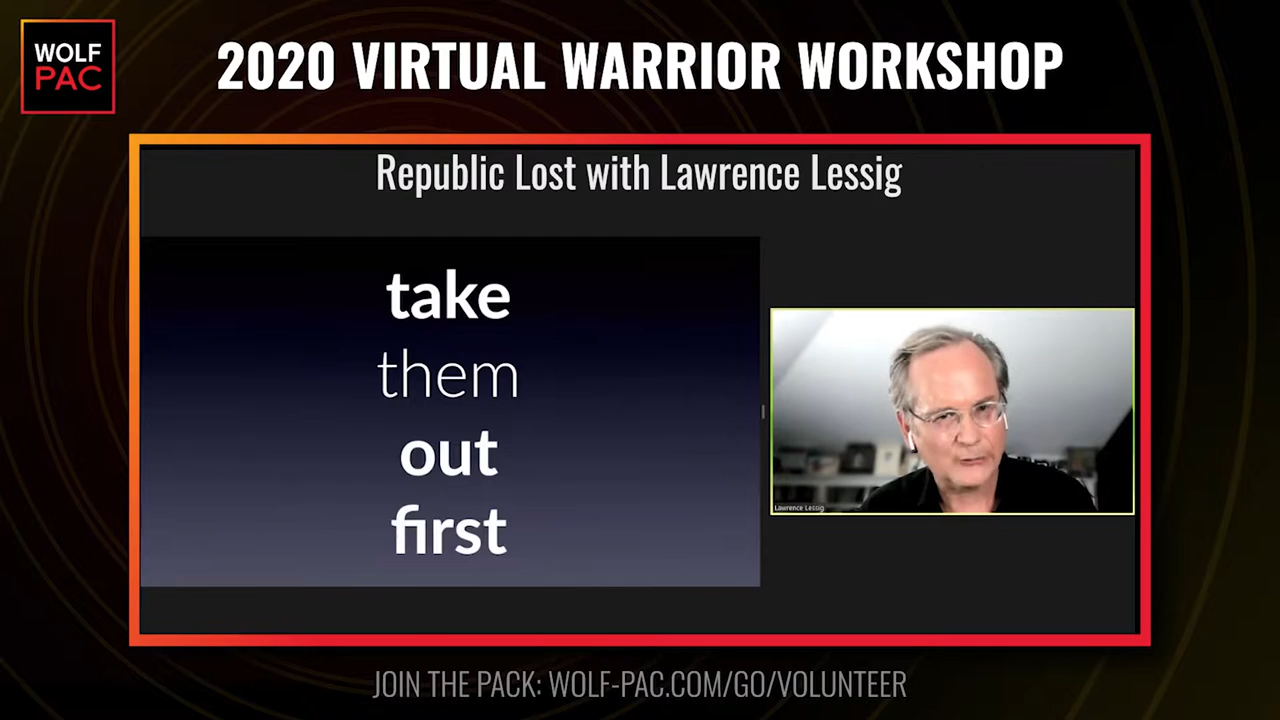 WOLF
PAC
2020 VIRTUAL WARRIOR WORKSHOP
Republic Lost with Lawrence Lessig
take
them
out
first
Lawrence Lessig
JOIN THE PACK: WOLF-PAC.COM/GO/VOLUNTEER